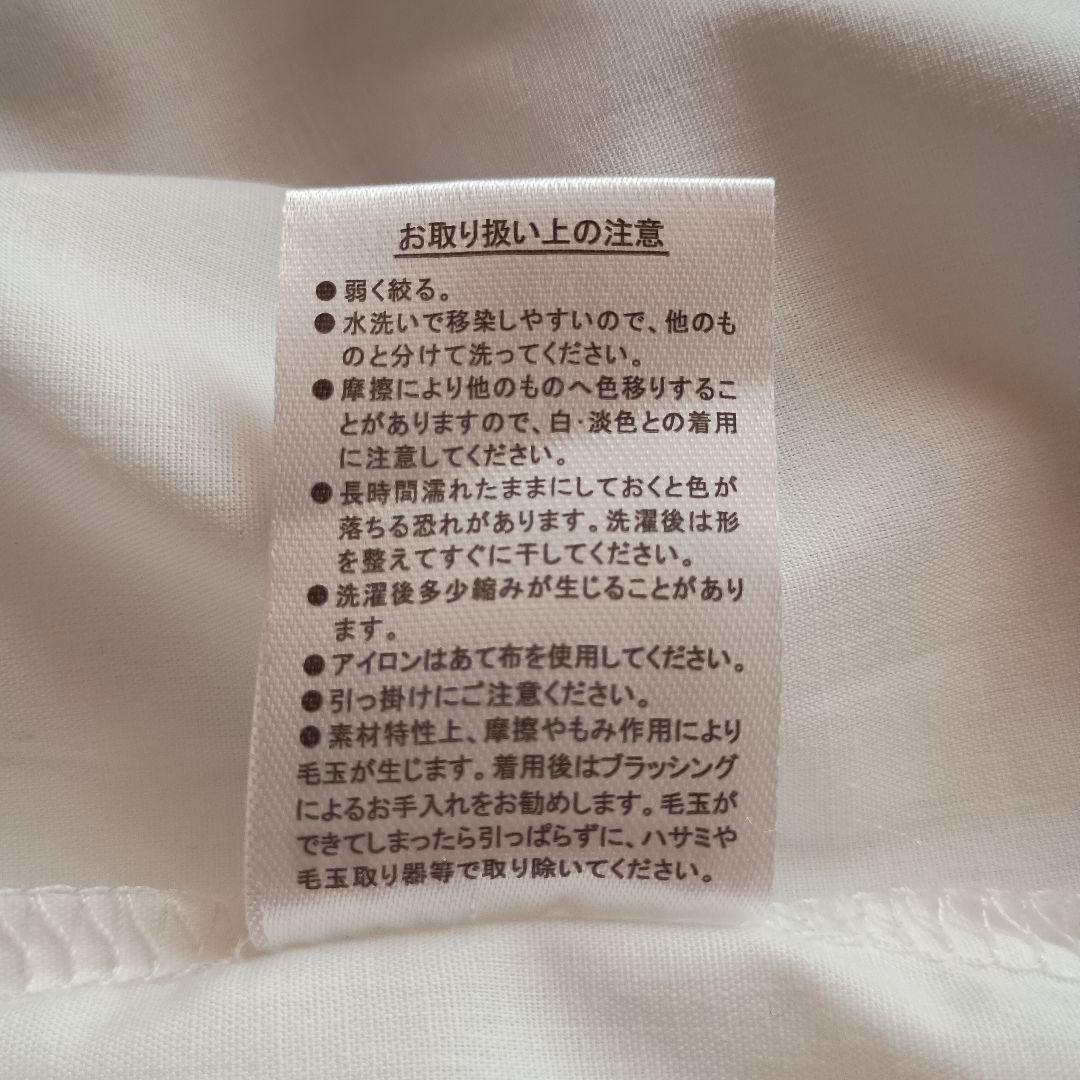 お取り扱い上の注意
●弱く絞る。
●水洗いで移染しやすいので、他のも
のと分けて洗ってください。
●摩擦により他のものへ色移りするこ
とがありますので、白・淡色との着用
に注意してください。
●長時間濡れたままにしておくと色が
落ちる恐れがあります。洗濯後は形
を整えてすぐに干してください。
●洗濯後多少縮みが生じることがあり
ます。
●アイロンはあて布を使用してください。
●引っ掛けにご注意ください。
●素材特性上、摩擦やもみ作用により
毛玉が生じます。着用後はブラッシング
によるお手入れをお勧めします。毛玉が
できてしまったら引っぱらずに、ハサミや
毛玉取り器等で取り除いてください。